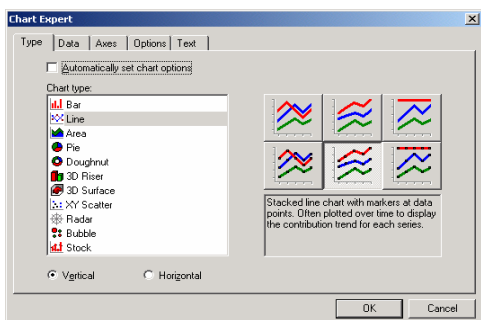 Chart Expert
Type Data Axes Options Text
Automatically set chart options
Chart type:
Bar
Line
Area
Pie
Doughnut
3D Riser
3D Surface
XY Scatter
Radar
Bubble
Stock
Stacked line chart with markers at data
points. Often plotted over time to display
the contribution trend for each series.
Vertical Horizontal
OK Cancel